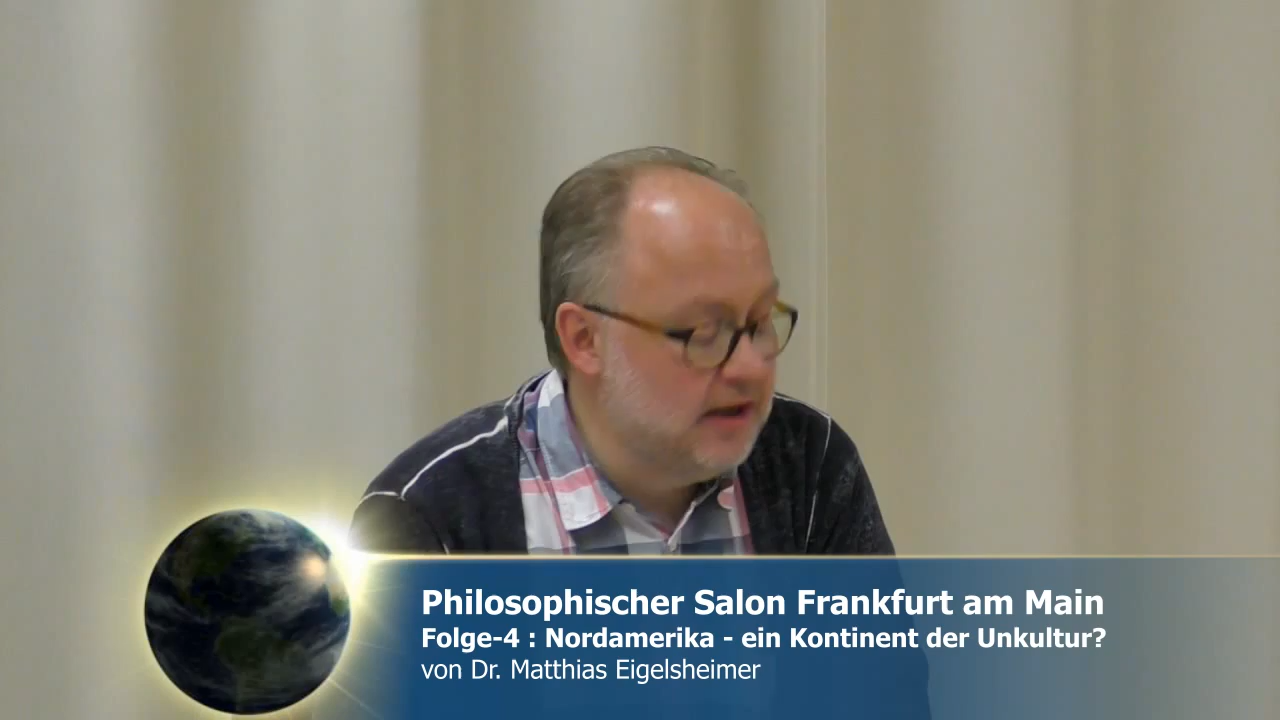 Philosophischer Salon Frankfurt am Main
Folge-4 : Nordamerika - ein Kontinent der Unkultur?
von Dr. Matthias Eigelsheimer